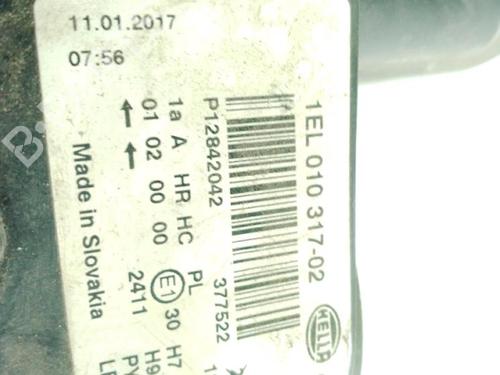 11.01.2017
07:56
1EL 010 317-02
HELLA
P12842042 377522
1a A HR HC PL
01 02 00 00 E1 30
2411
Made in Slovakia
H7
H9
PY